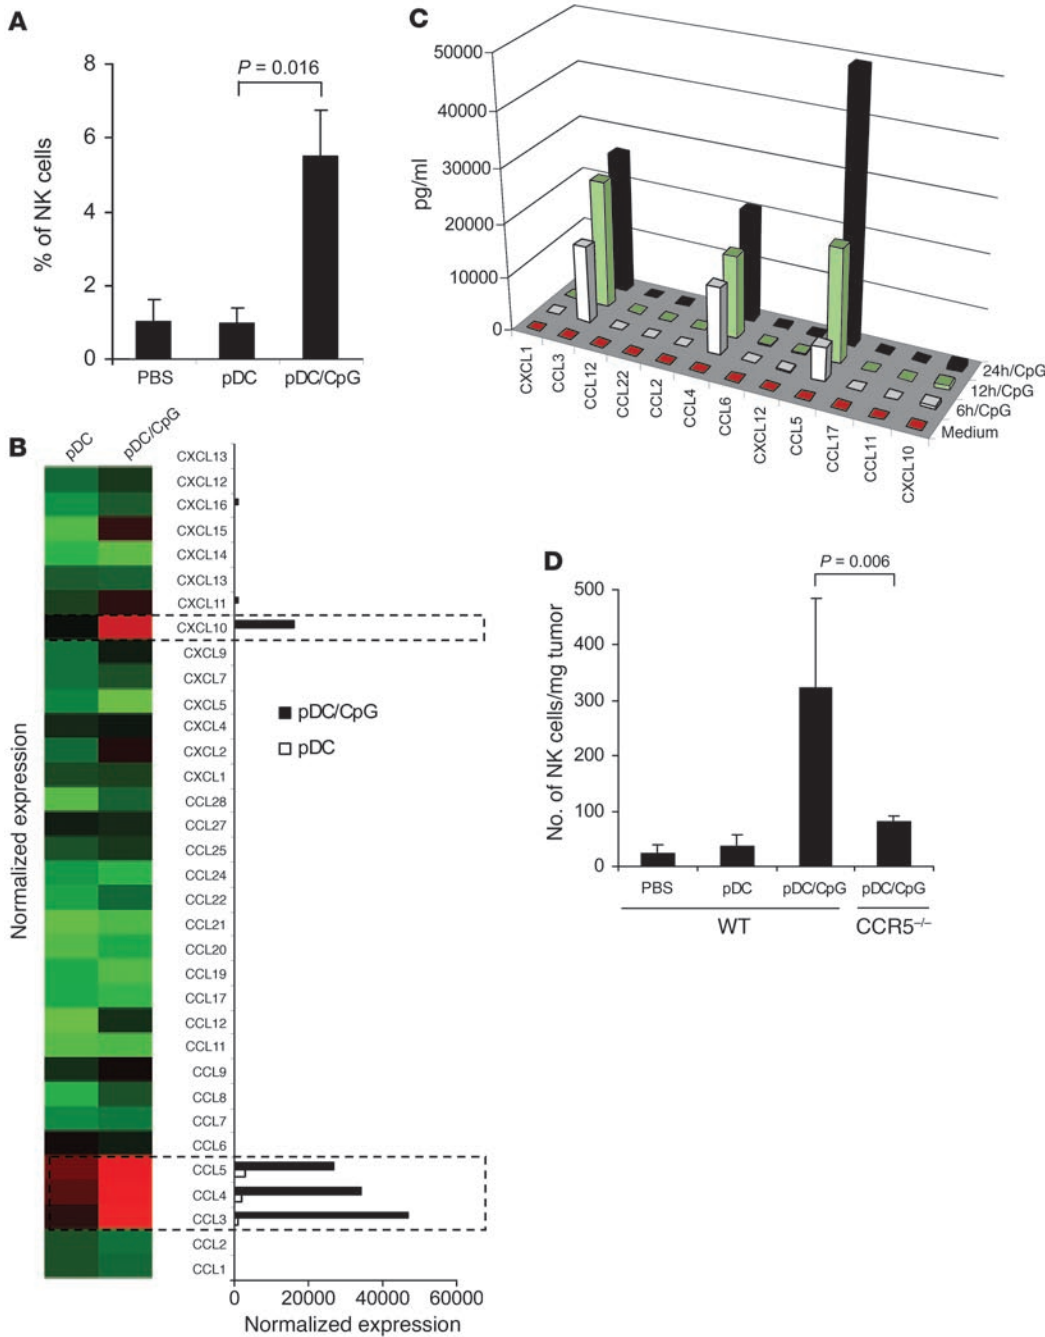 A
8
6
4
2
0
% of NK cells
P = 0.016
PBS
pDC
pDC/CpG
C
50000
40000
30000
20000
10000
0
pg/ml
CXCL1
CCL3
CCL12
CCL22
CCL2
CCL4
CCL6
CXCL12
CCL5
CCL17
CCL11
CXCL10
24h/CpG
12h/CpG
6h/CpG
Medium
B
pDC
pDC/CpG
Normalized expression
CXCL13
CXCL12
CXCL16
CXCL15
CXCL14
CXCL13
CXCL11
CXCL10
CXCL9
CXCL7
CXCL5
CXCL4
CXCL2
CXCL1
CCL28
CCL27
CCL25
CCL24
CCL22
CCL21
CCL20
CCL19
CCL17
CCL12
CCL11
CCL9
CCL8
CCL7
CCL6
CCL5
CCL4
CCL3
CCL2
CCL1
pDC/CpG
pDC
0 20000 40000 60000
Normalized expression
D
P = 0.006
500
400
300
200
100
0
No. of NK cells/mg tumor
PBS pDC pDC/CpG pDC/CpG
WT CCR5⁻/⁻